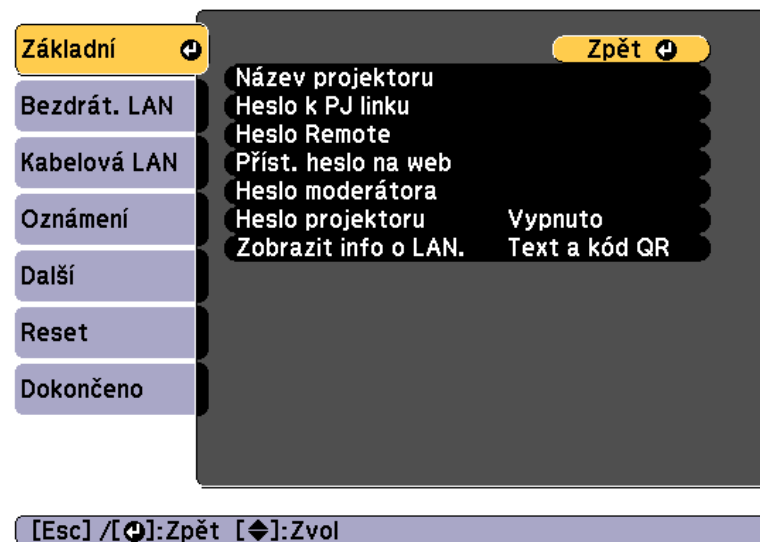 Základní
Zpět
Název projektoru
Bezdrát. LAN
Heslo k PJ linku
Heslo Remote
Kabelová LAN
Příst. heslo na web
Heslo moderátora
Oznámení
Heslo projektoru Vypnuto
Zobrazit info o LAN. Text a kód QR
Další
Reset
Dokončeno
[Esc] /[ ]:Zpět [ ]:Zvol